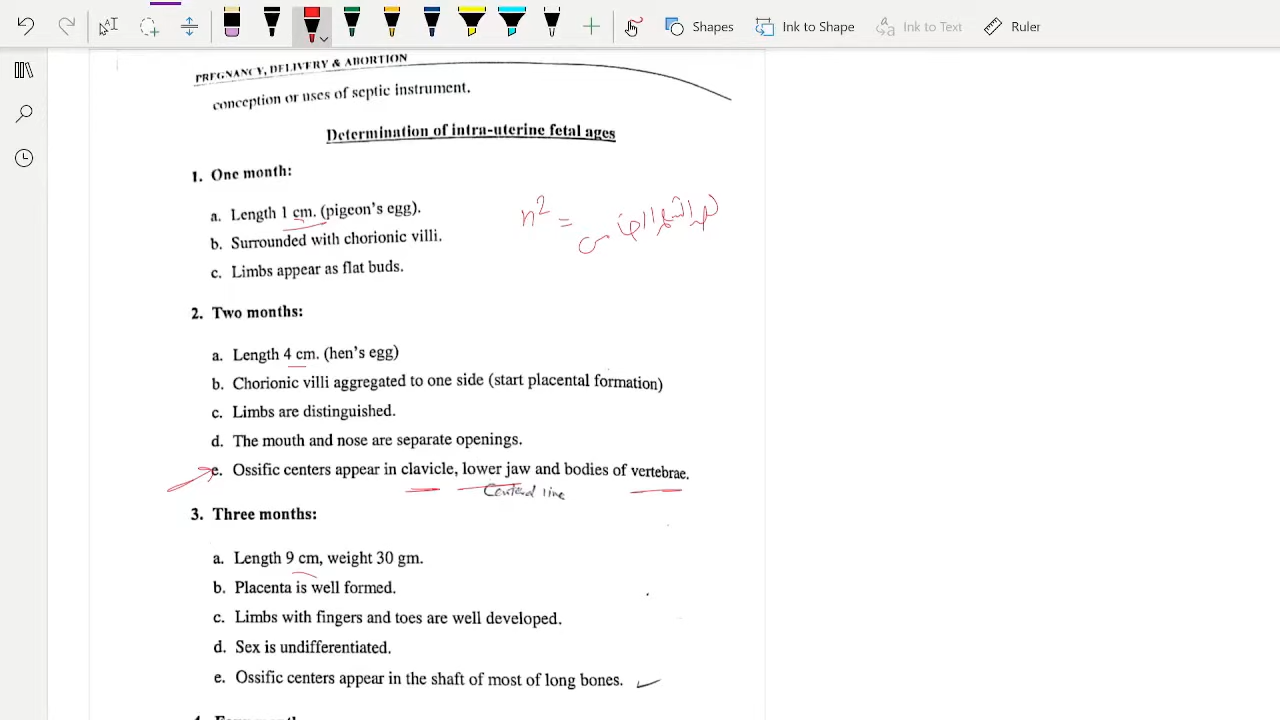 Shapes Ink to Shape Ink to Text Ruler
PREGNANCY, DELIVERY & ABORTION
conception or uses of septic instrument.
Determination of intra-uterine fetal ages
1. One month:
a. Length 1 cm. (pigeon's egg).
n² =
b. Surrounded with chorionic villi.
c. Limbs appear as flat buds.
2. Two months:
a. Length 4 cm. (hen's egg)
b. Chorionic villi aggregated to one side (start placental formation)
c. Limbs are distinguished.
d. The mouth and nose are separate openings.
e. Ossific centers appear in clavicle, lower jaw and bodies of vertebrae.
line
3. Three months:
a. Length 9 cm, weight 30 gm.
b. Placenta is well formed.
c. Limbs with fingers and toes are well developed.
d. Sex is undifferentiated.
e. Ossific centers appear in the shaft of most of long bones.